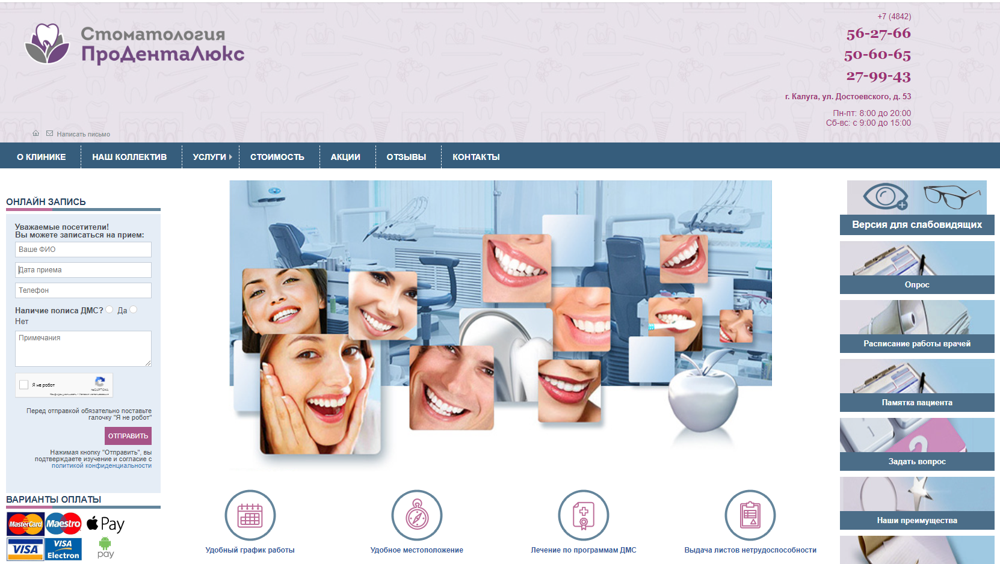 Стоматология
ПроДентаЛюкс
+7 (4842)
56-27-66
50-60-65
27-99-43
г. Калуга, ул. Достоевского, д. 53
Пн-пт: 8:00 до 20:00
Сб-вс: с 9:00 до 15:00
Написать письмо
О КЛИНИКЕ
НАШ КОЛЛЕКТИВ
УСЛУГИ
СТОИМОСТЬ
АКЦИИ
ОТЗЫВЫ
КОНТАКТЫ
ОНЛАЙН ЗАПИСЬ
Уважаемые посетители!
Вы можете записаться на прием:
Ваше ФИО
Дата приема
Телефон
Наличие полиса ДМС? Да
Нет
Примечания
Я не робот
reCAPTCHA
Конфиденциальность - Условия использования
Перед отправкой обязательно поставьте
галочку "Я не робот"
ОТПРАВИТЬ
Нажимая кнопку "Отправить", вы
подтверждаете изучение и согласие с
политикой конфиденциальности
ВАРИАНТЫ ОПЛАТЫ
MasterCard
Maestro
Pay
VISA
VISA
Electron
pay
Удобный график работы
Удобное местоположение
Лечение по программам ДМС
Выдача листов нетрудоспособности
Версия для слабовидящих
Опрос
Расписание работы врачей
Памятка пациента
?
Задать вопрос
Наши преимущества